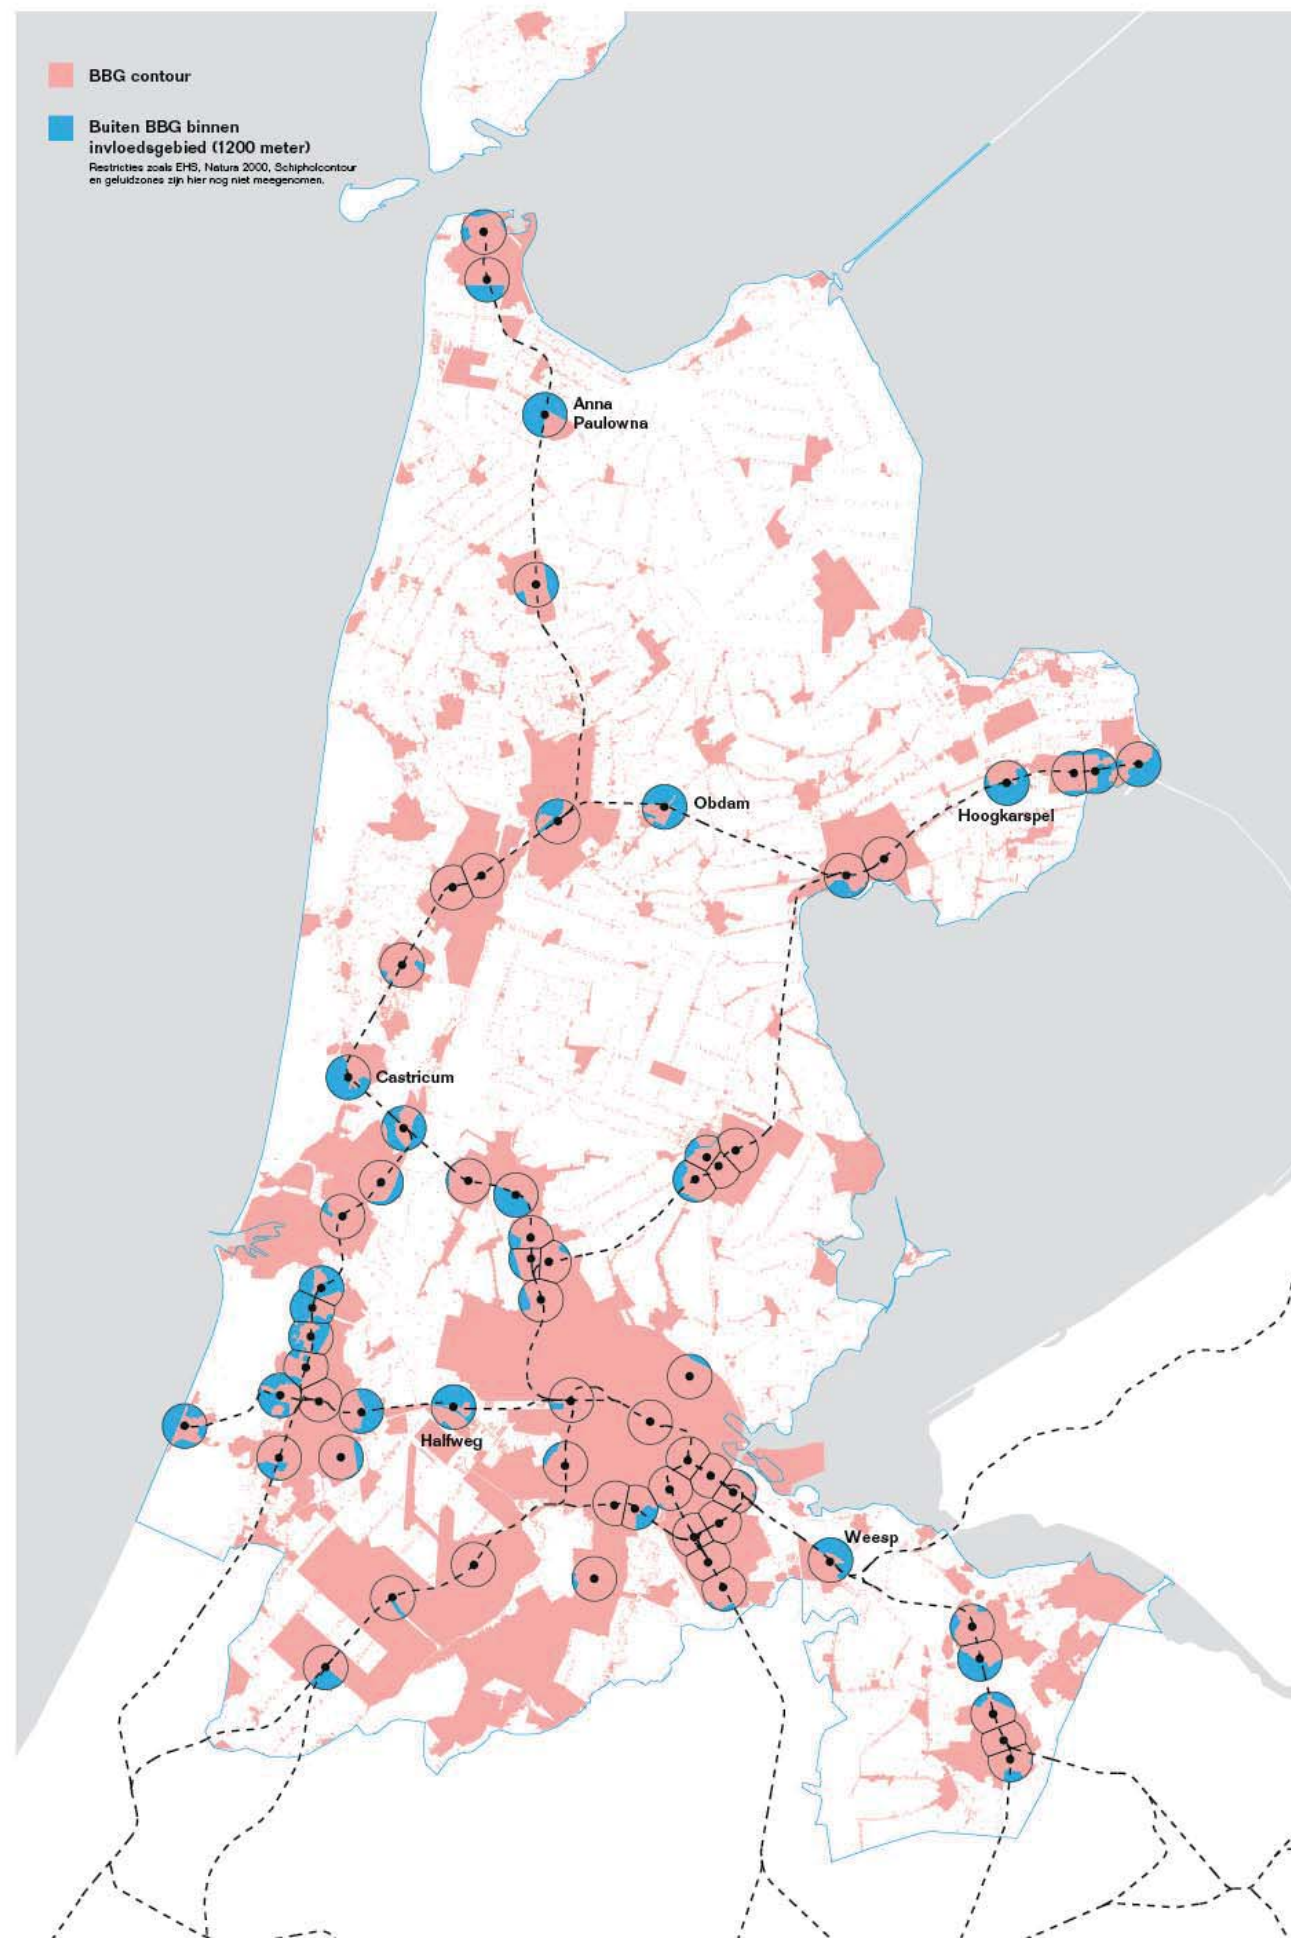 BBG contour
Buiten BBG binnen
invloedsgebied (1200 meter)
Restricties zoals EHS, Natura 2000, Schipholcontour
en geluidzones zijn hier nog niet meegenomen.
Anna
Paulowna
Obdam
Hoogkarspel
Castricum
Halfweg
Weesp